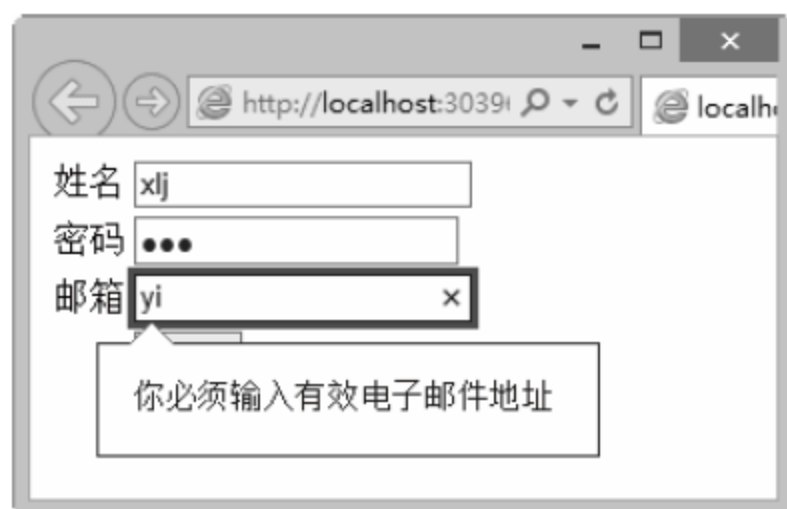 http://localhost:3039
localh
姓名 xlj
密码 ●●●
邮箱 yi
你必须输入有效电子邮件地址